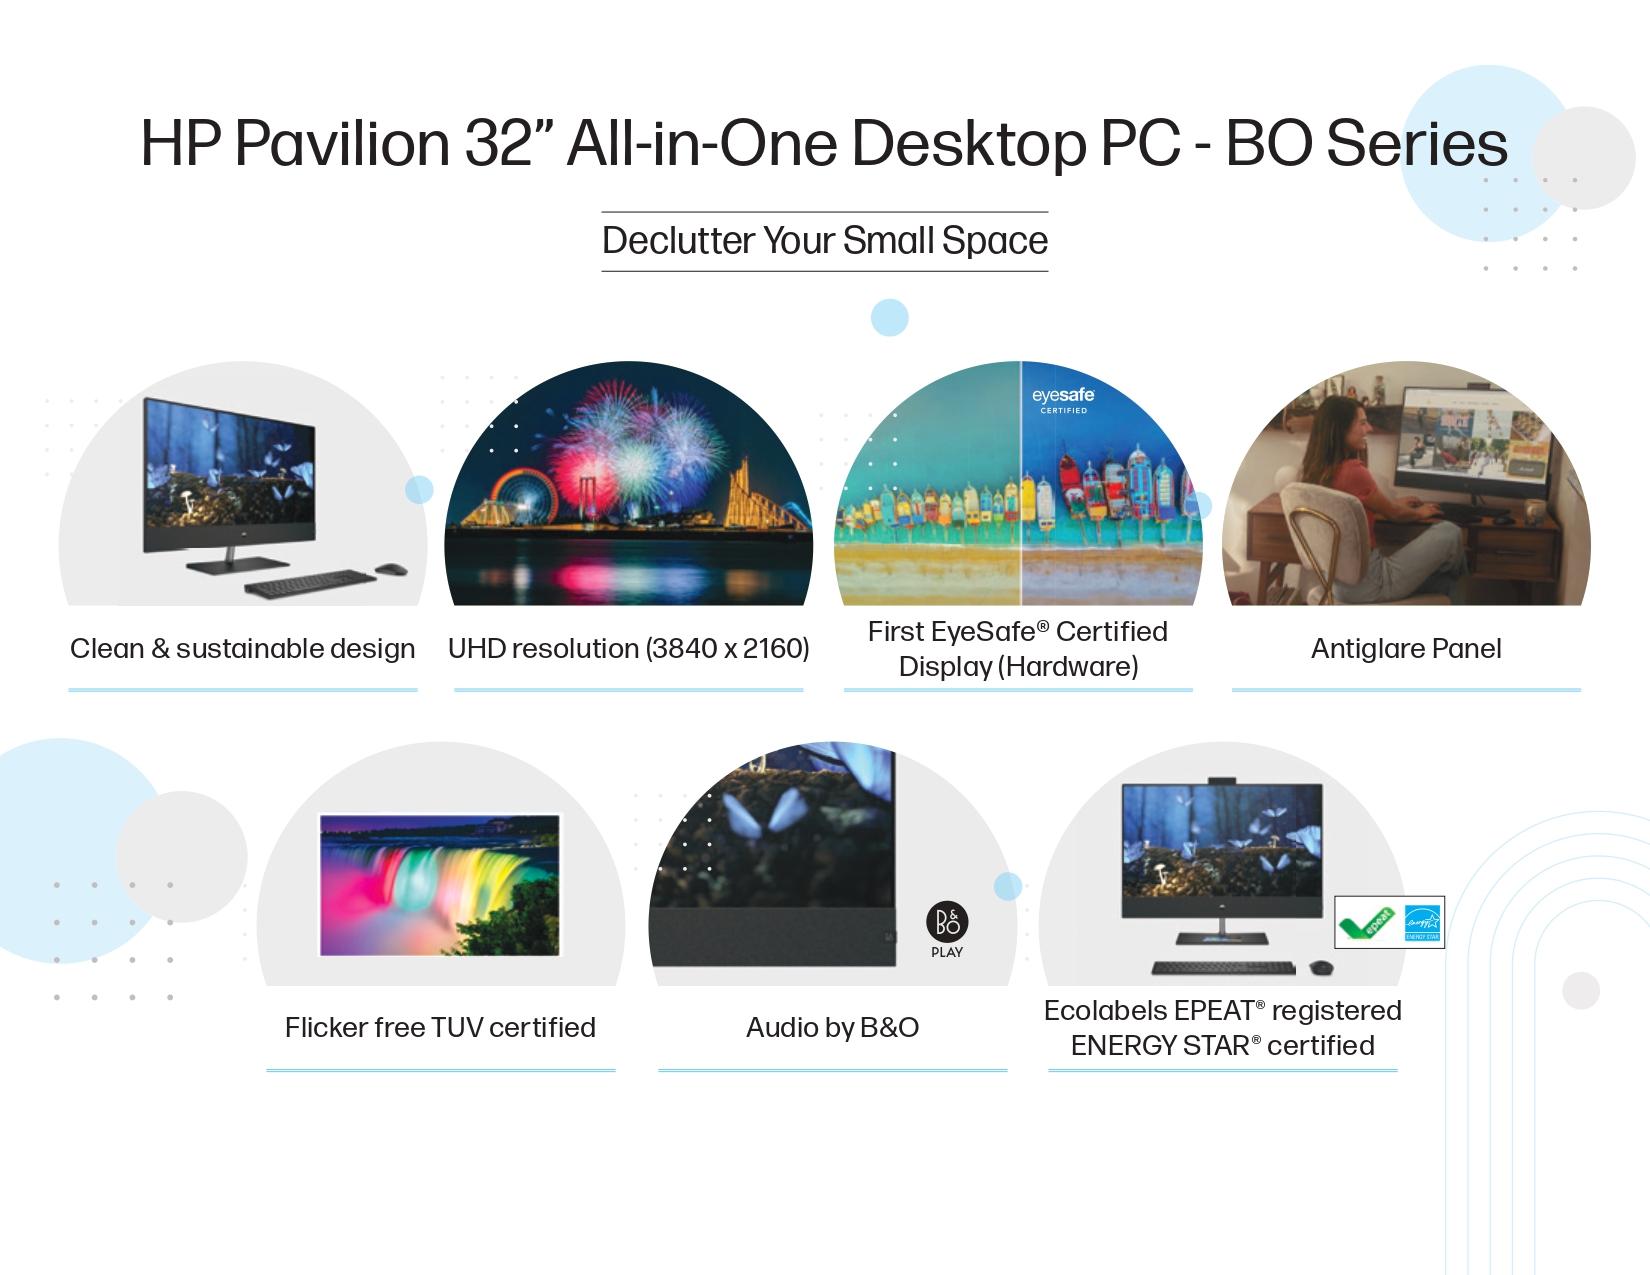 HP Pavilion 32” All-in-One Desktop PC - BO Series
Declutter Your Small Space
eyesafe
CERTIFIED
Clean & sustainable design
UHD resolution (3840 x 2160)
First EyeSafe® Certified
Display (Hardware)
Antiglare Panel
B&O
PLAY
epeat
energy
ENERGY STAR
Flicker free TUV certified
Audio by B&O
Ecolabels EPEAT® registered
ENERGY STAR® certified